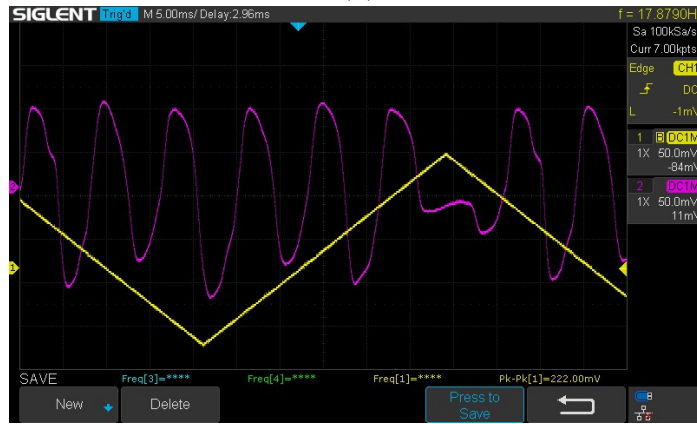 SIGLENT Trig'd M 5.00ms/ Delay:2.96ms f = 17.8790H
Sa 100kSa/s
Curr 7.00kpts
Edge CH1
DC
L -1mV
1 B DC1M
1X 50.0mV
-84mV
2 DC1M
1X 50.0mV
11mV
2
1
SAVE Freq[3]=**** Freq[4]=**** Freq[1]=**** Pk-Pk[1]=222.00mV
New Delete Press to
Save